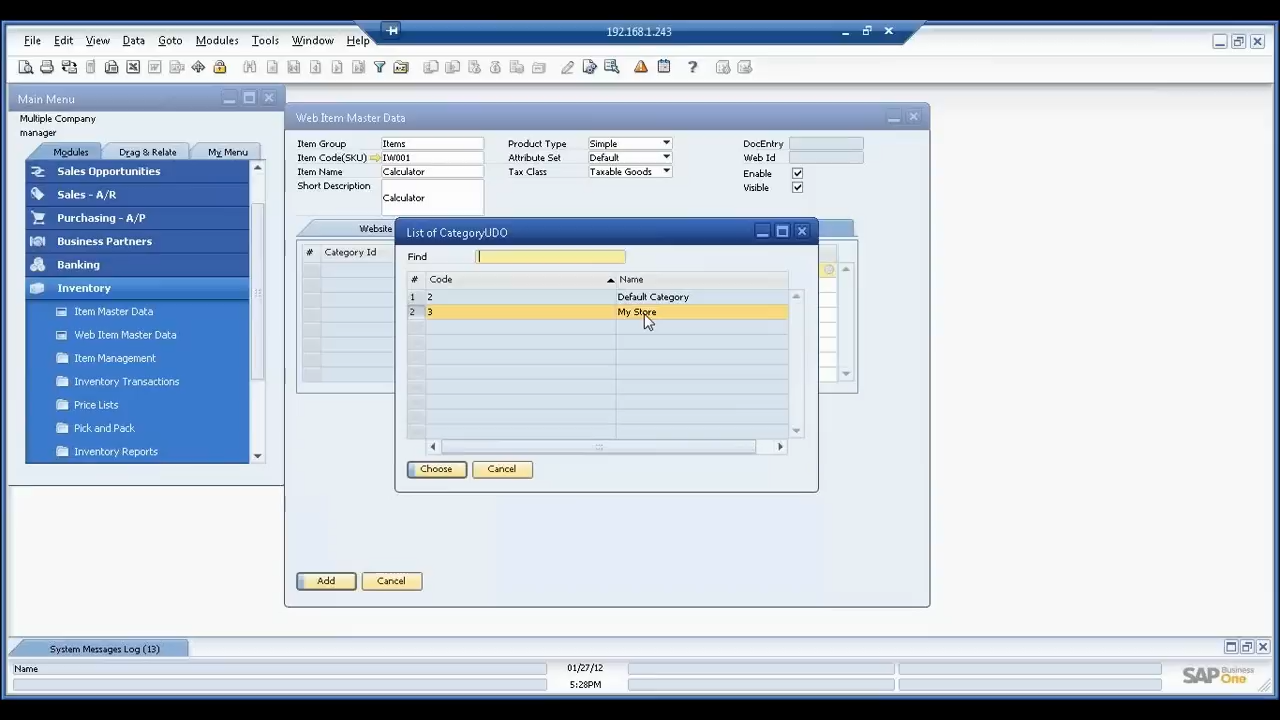 192.168.1.243
File Edit View Data Goto Modules Tools Window Help
Main Menu
Multiple Company
manager
Modules Drag & Relate My Menu
Sales Opportunities
Sales - A/R
Purchasing - A/P
Business Partners
Banking
Inventory
Item Master Data
Web Item Master Data
Item Management
Inventory Transactions
Price Lists
Pick and Pack
Inventory Reports
Web Item Master Data
Item Group Items Product Type Simple DocEntry
Item Code(SKU) IW001 Attribute Set Default Web Id
Item Name Calculator Tax Class Taxable Goods Enable
Short Description Visible
Calculator
Website
# Category Id
List of CategoryUDO
Find
# Code Name
1 2 Default Category
2 3 My Store
Choose Cancel
Add Cancel
System Messages Log (13)
Name 01/27/12
5:28PM
SAP Business One